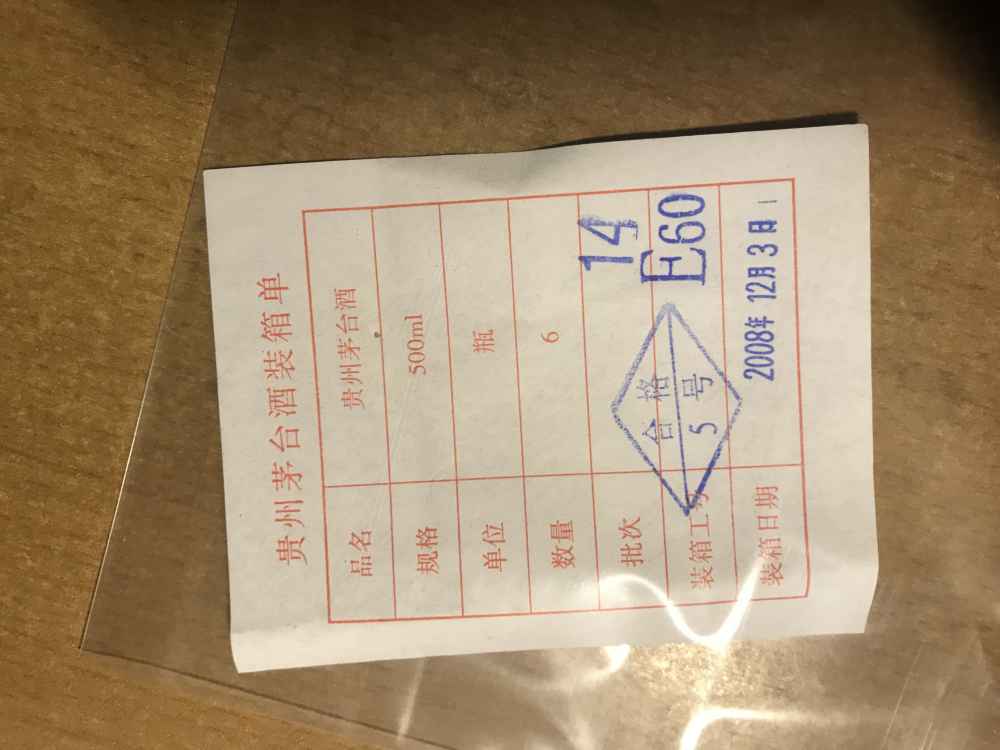 贵州茅台酒装箱单
品名 贵州茅台酒
规格 500ml
单位 瓶
数量 6
批次 14
装箱工号 E60
合格
5号
装箱日期 2008年 12月 3日